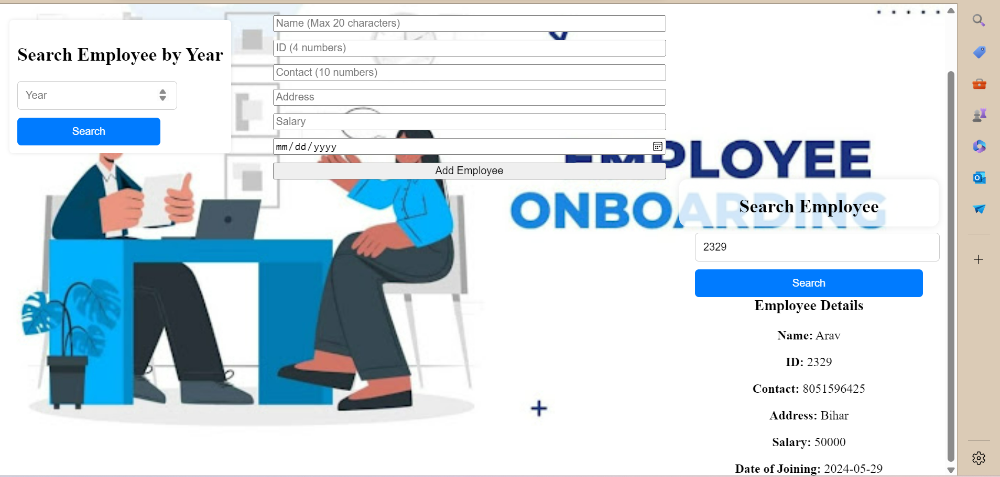 Search Employee by Year
Year
Search
Name (Max 20 characters)
ID (4 numbers)
Contact (10 numbers)
Address
Salary
mm/dd/yyyy
Add Employee
EMPLOYEE
ONBOARDING
Search Employee
2329
Search
Employee Details
Name: Arav
ID: 2329
Contact: 8051596425
Address: Bihar
Salary: 50000
Date of Joining: 2024-05-29